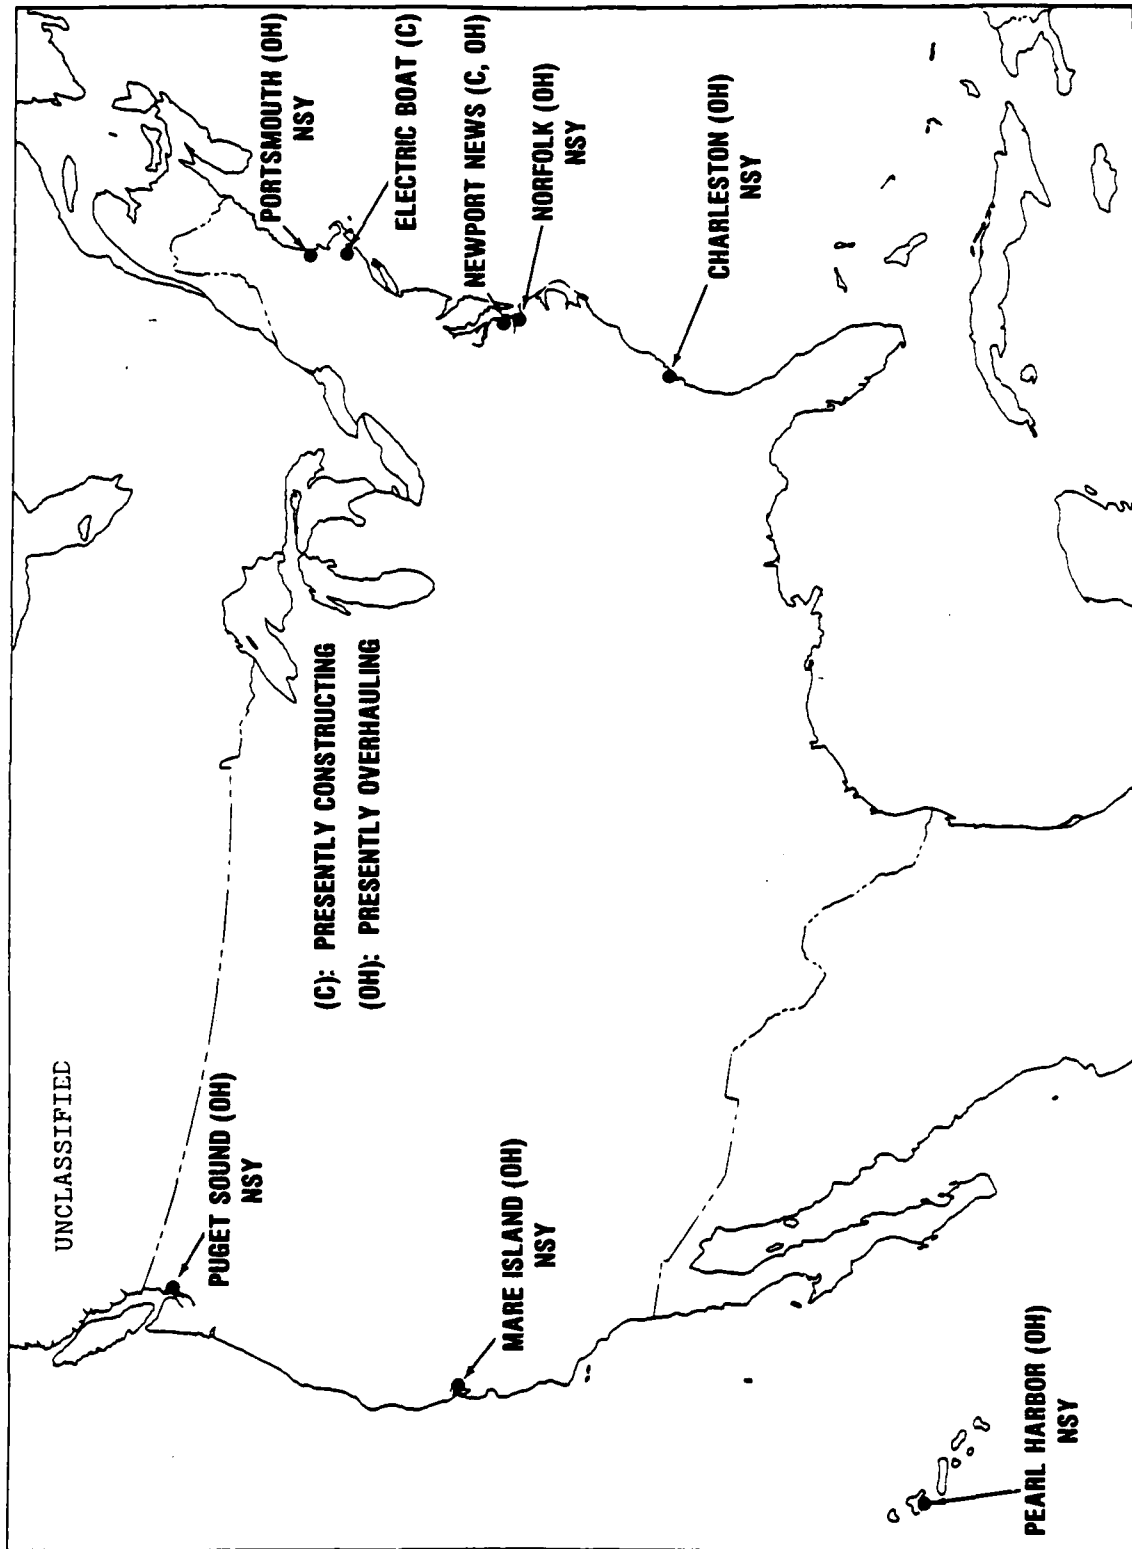 UNCLASSIFIED
PUGET SOUND (OH)
NSY
MARE ISLAND (OH)
NSY
PEARL HARBOR (OH)
NSY
(C): PRESENTLY CONSTRUCTING
(OH): PRESENTLY OVERHAULING
PORTSMOUTH (OH)
NSY
ELECTRIC BOAT (C)
NEWPORT NEWS (C, OH)
NORFOLK (OH)
NSY
CHARLESTON (OH)
NSY